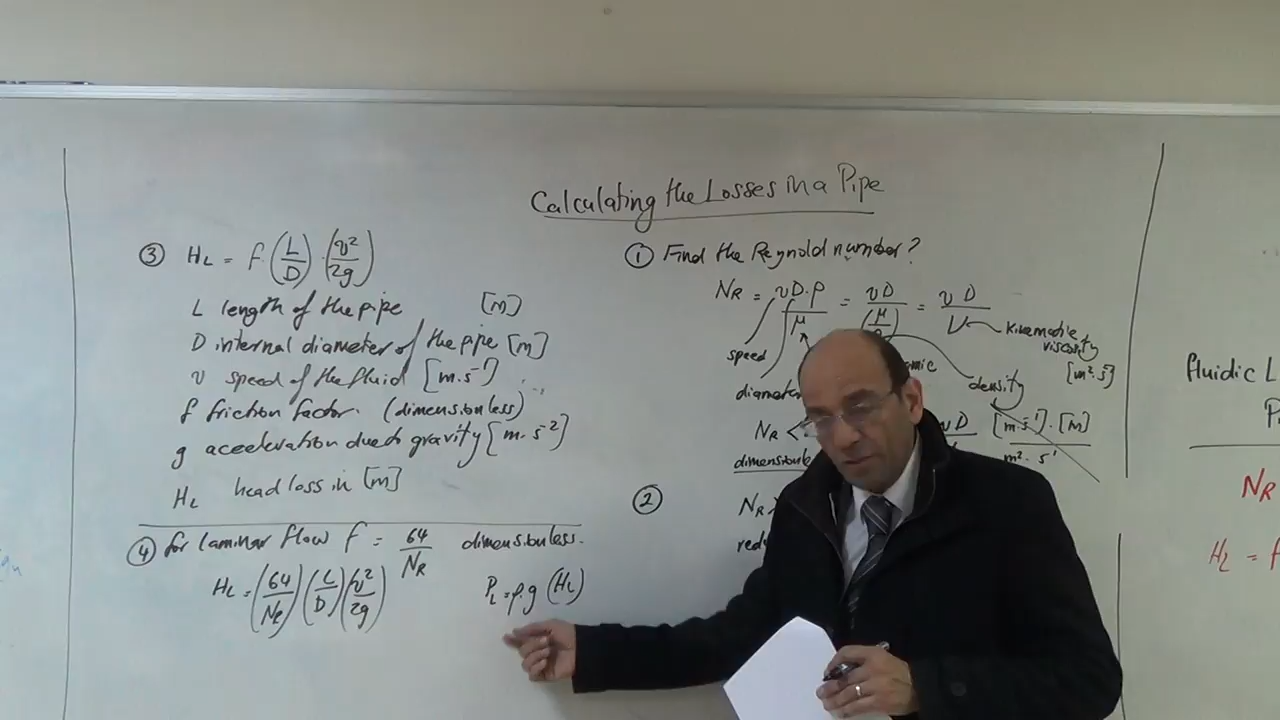 Calculating the Losses in a Pipe
① Find the Reynold number?
NR = vD.ρ / μ = vD / (μ / = vD / ν
kinematic viscosity
[m².s]
speed
diameter
density
NR <
vD [m.s⁻¹].[m]
m².s⁻¹
②
NR
③ HL = f.(L/D).(v²/2g)
L length of the pipe [m]
D internal diameter of the pipe [m]
v speed of the fluid [m.s⁻¹]
f friction factor. (dimensionless)
g acceleration due to gravity [m.s⁻²]
HL head loss in [m]
④ for laminar flow f = 64/NR dimensionless.
HL = (64/NR)(L/D)(v²/2g)
PL = ρ.g (HL)
fluidic L
NR
HL = f